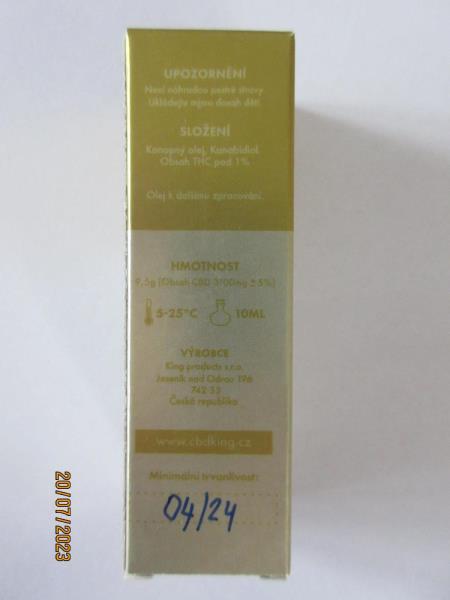 UPOZORNĚNÍ
Není náhradou pestré stravy
Ukládejte mimo dosah dětí
SLOŽENÍ
Konopný olej, Kanabidiol
Obsah THC pod 1%
Olej k dalšímu zpracování.
HMOTNOST
9,5g (Obsah CBD mg ±5%)
5-25°C
10ML
VÝROBCE
King products s.r.o.
Jeseník nad Odrou 196
742 33
Česká republika
www.cbdking.cz
Minimální trvanlivost:
04/24
20/07/2023